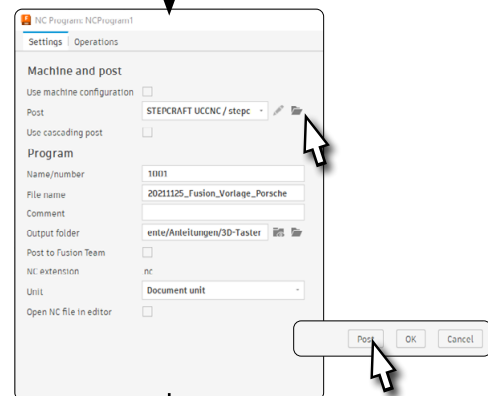 NC Program: NCProgram1
Settings Operations
Machine and post
Use machine configuration
Post STEPCRAFT UCCNC / stepc
Use cascading post
Program
Name/number 1001
File name 20211125_Fusion_Vorlage_Porsche
Comment
Output folder ente/Anleitungen/3D-Taster
Post to Fusion Team
NC extension nc
Unit Document unit
Open NC file in editor
Post OK Cancel